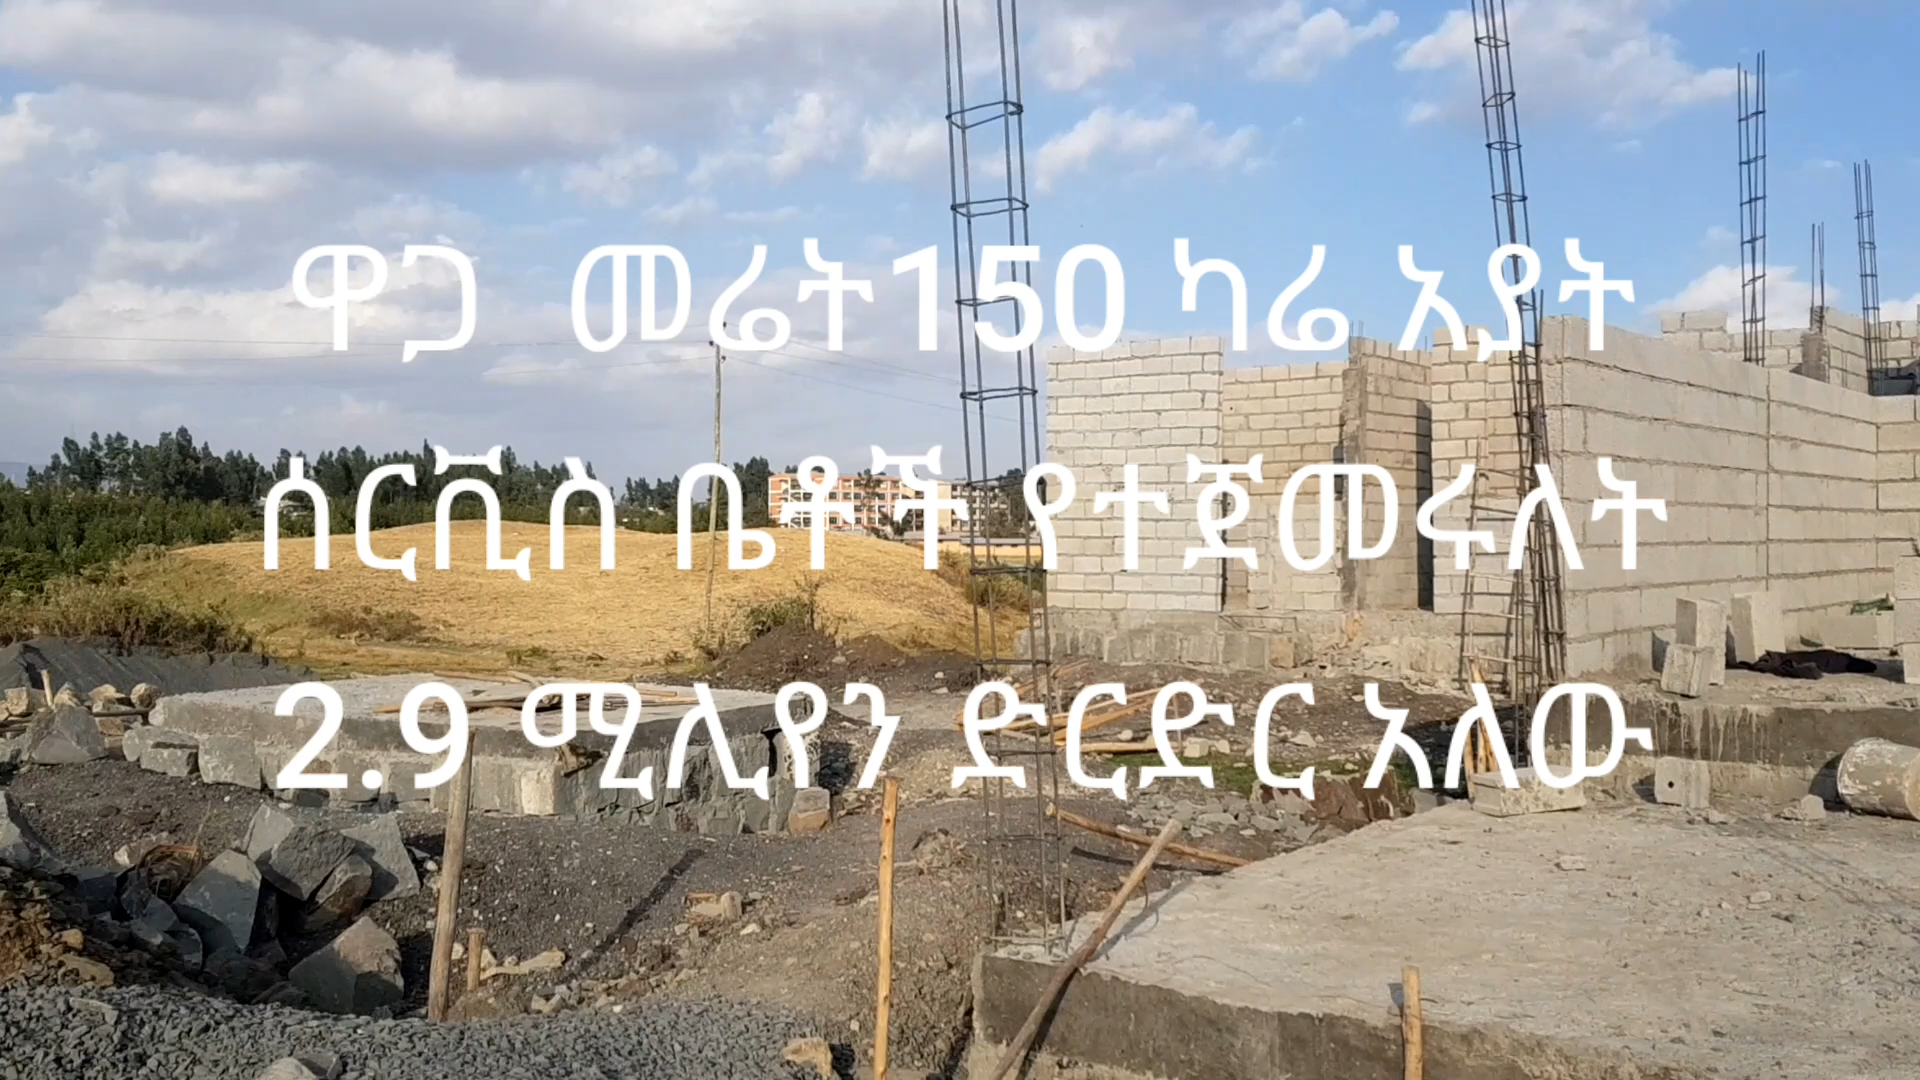 ዋጋ መሬት150 ካሬ አያት
ሰርቪስ ቤቶች የተጀመሩለት
2.9 ሚሊየን ድርድር አለው